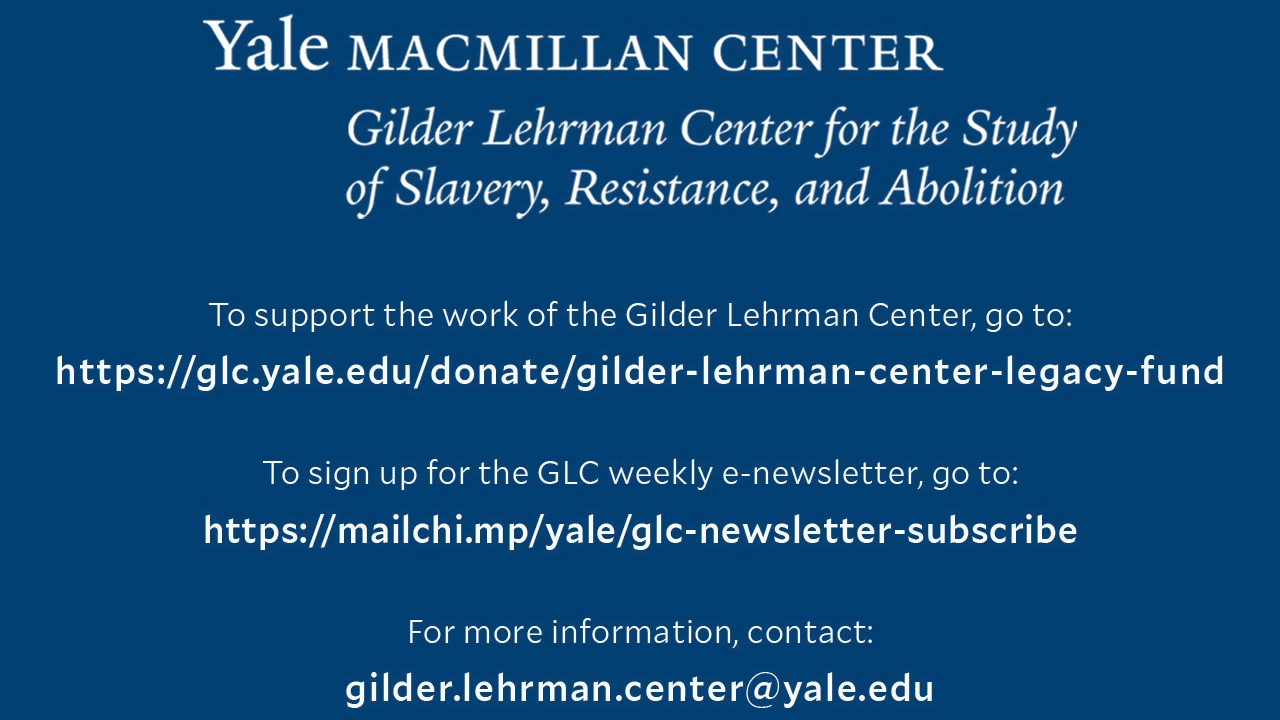 Yale MACMILLAN CENTER
Gilder Lehrman Center for the Study
of Slavery, Resistance, and Abolition
To support the work of the Gilder Lehrman Center, go to:
https://glc.yale.edu/donate/gilder-lehrman-center-legacy-fund
To sign up for the GLC weekly e-newsletter, go to:
https://mailchi.mp/yale/glc-newsletter-subscribe
For more information, contact:
gilder.lehrman.center@yale.edu